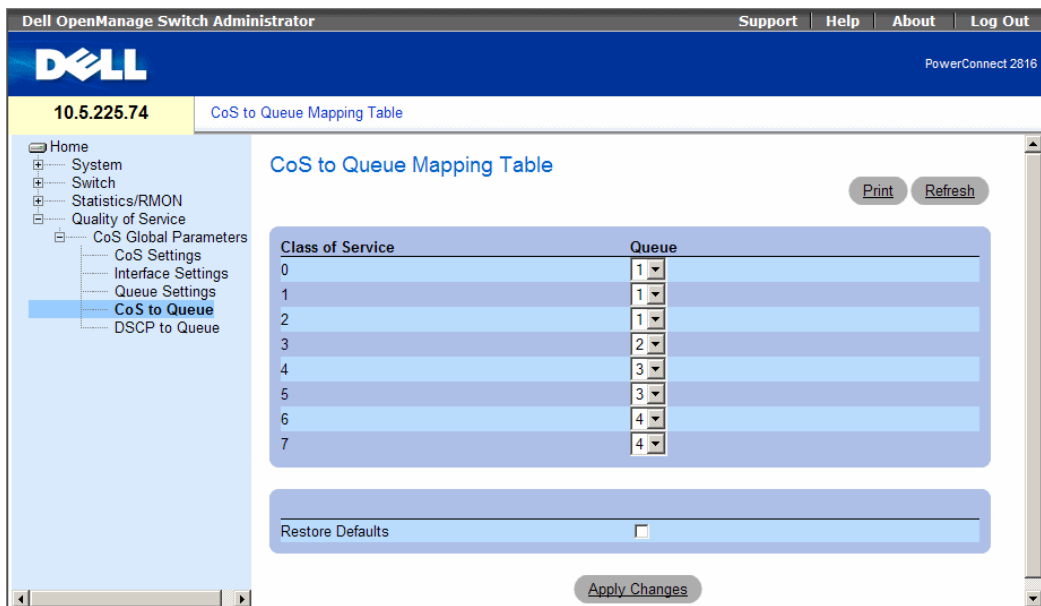 Dell OpenManage Switch Administrator Support Help About Log Out
DELL
PowerConnect 2816
10.5.225.74 CoS to Queue Mapping Table
Home
System
Switch
Statistics/RMON
Quality of Service
CoS Global Parameters
CoS Settings
Interface Settings
Queue Settings
CoS to Queue
DSCP to Queue
CoS to Queue Mapping Table
Print Refresh
Class of Service Queue
0 1
1 1
2 1
3 2
4 3
5 3
6 4
7 4
Restore Defaults
Apply Changes